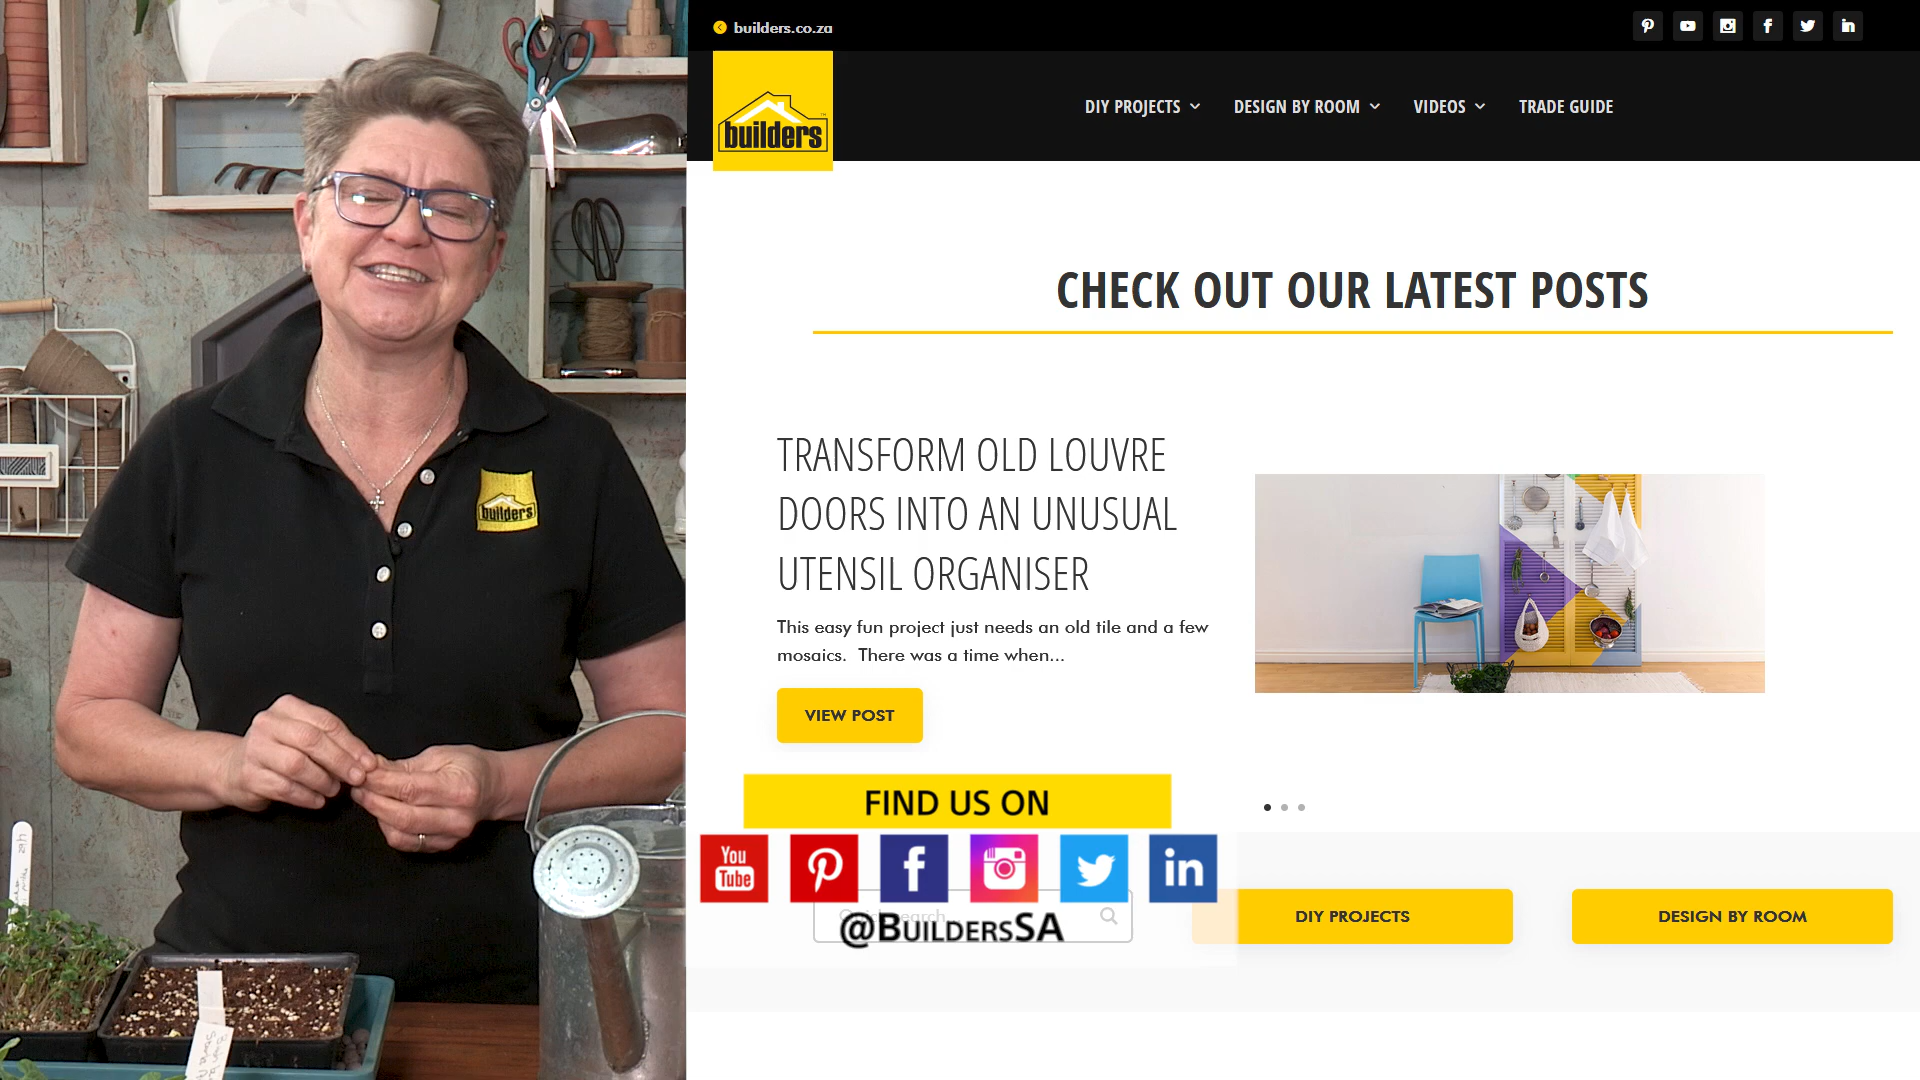 builders.co.za
builders
DIY PROJECTS
DESIGN BY ROOM
VIDEOS
TRADE GUIDE
CHECK OUT OUR LATEST POSTS
TRANSFORM OLD LOUVRE
DOORS INTO AN UNUSUAL
UTENSIL ORGANISER
This easy fun project just needs an old tile and a few
mosaics. There was a time when...
VIEW POST
builders
FIND US ON
You
Tube
in
@BUILDERSSA
DIY PROJECTS
DESIGN BY ROOM